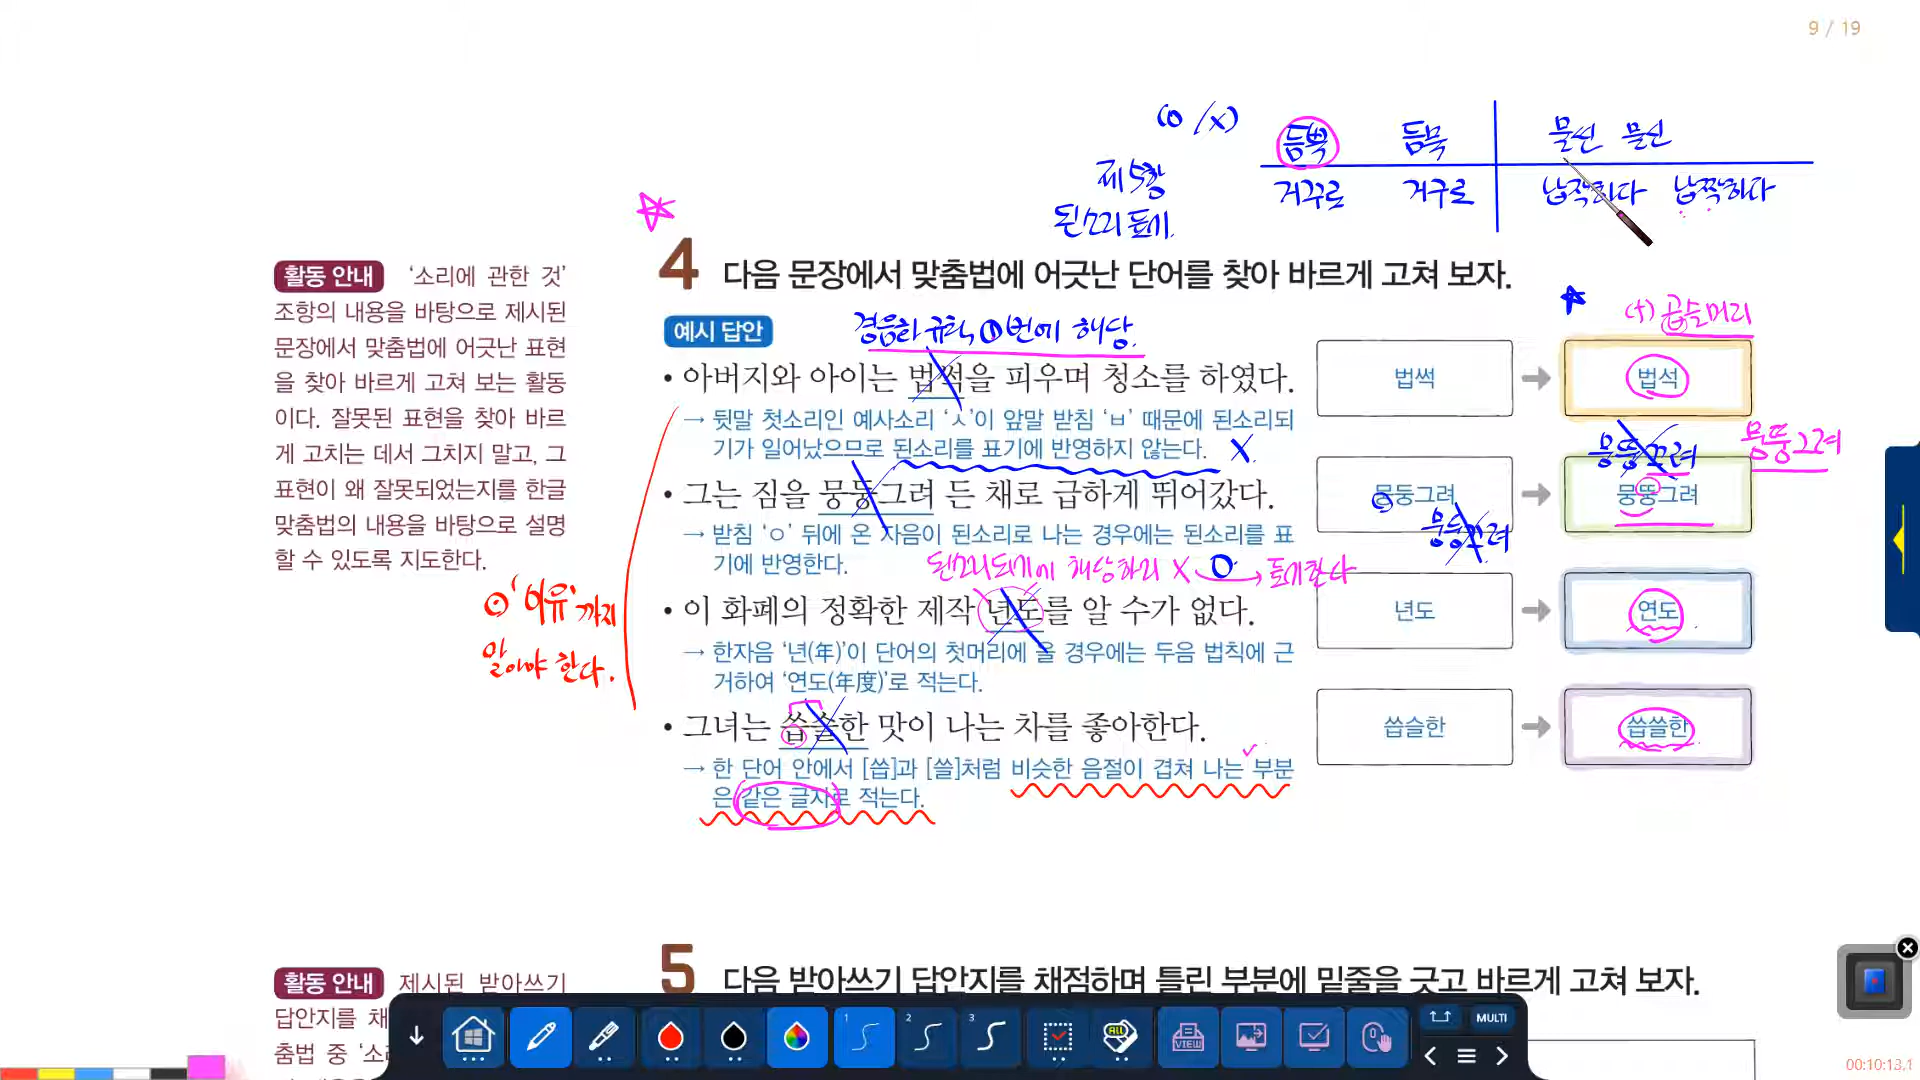 9 / 19
(o / x)
듬뿍 듬북 물씬 물신
제5항 거꾸로 거구로 납작하다 납짝하다
된소리 표기.
4 다음 문장에서 맞춤법에 어긋난 단어를 찾아 바르게 고쳐 보자.
활동 안내 ‘소리에 관한 것’
조항의 내용을 바탕으로 제시된
문장에서 맞춤법에 어긋난 표현
을 찾아 바르게 고쳐 보는 활동
이다. 잘못된 표현을 찾아 바르
게 고치는 데서 그치지 말고, 그
표현이 왜 잘못되었는지를 한글
맞춤법의 내용을 바탕으로 설명
할 수 있도록 지도한다.
⊙ '이유'까지
알아야 한다.
예시 답안
경음화 규칙 ①번에 해당.
(+) 곱슬머리
• 아버지와 아이는 법썩을 피우며 청소를 하였다.
법썩 → 법석
→ 뒷말 첫소리인 예사소리 ‘ㅅ’이 앞말 받침 ‘ㅂ’ 때문에 된소리되
기가 일어났으므로 된소리를 표기에 반영하지 않는다. X
뭉뚱꾸려 뭉뚱그려
• 그는 짐을 뭉둥그려 든 채로 급하게 뛰어갔다.
뭉둥그려 → 뭉뚱그려
→ 받침 ‘ㅇ’ 뒤에 온 자음이 된소리로 나는 경우에는 된소리를 표
기에 반영한다.
된소리되기에 해당하리 X O → 표기한다
• 이 화폐의 정확한 제작 년도를 알 수가 없다.
년도 → 연도
→ 한자음 ‘년(年)’이 단어의 첫머리에 올 경우에는 두음 법칙에 근
거하여 ‘연도(年度)’로 적는다.
• 그녀는 씁슬한 맛이 나는 차를 좋아한다.
씁슬한 → 씁쓸한
→ 한 단어 안에서 [씁]과 [쓸]처럼 비슷한 음절이 겹쳐 나는 부분
은 같은 글자로 적는다.
5 다음 받아쓰기 답안지를 채점하며 틀린 부분에 밑줄을 긋고 바르게 고쳐 보자.
활동 안내 제시된 받아쓰기
답안지를 채
춤법 중 ‘소리
1 2 3
ALL
VIEW
MULTI
00:10:13.1